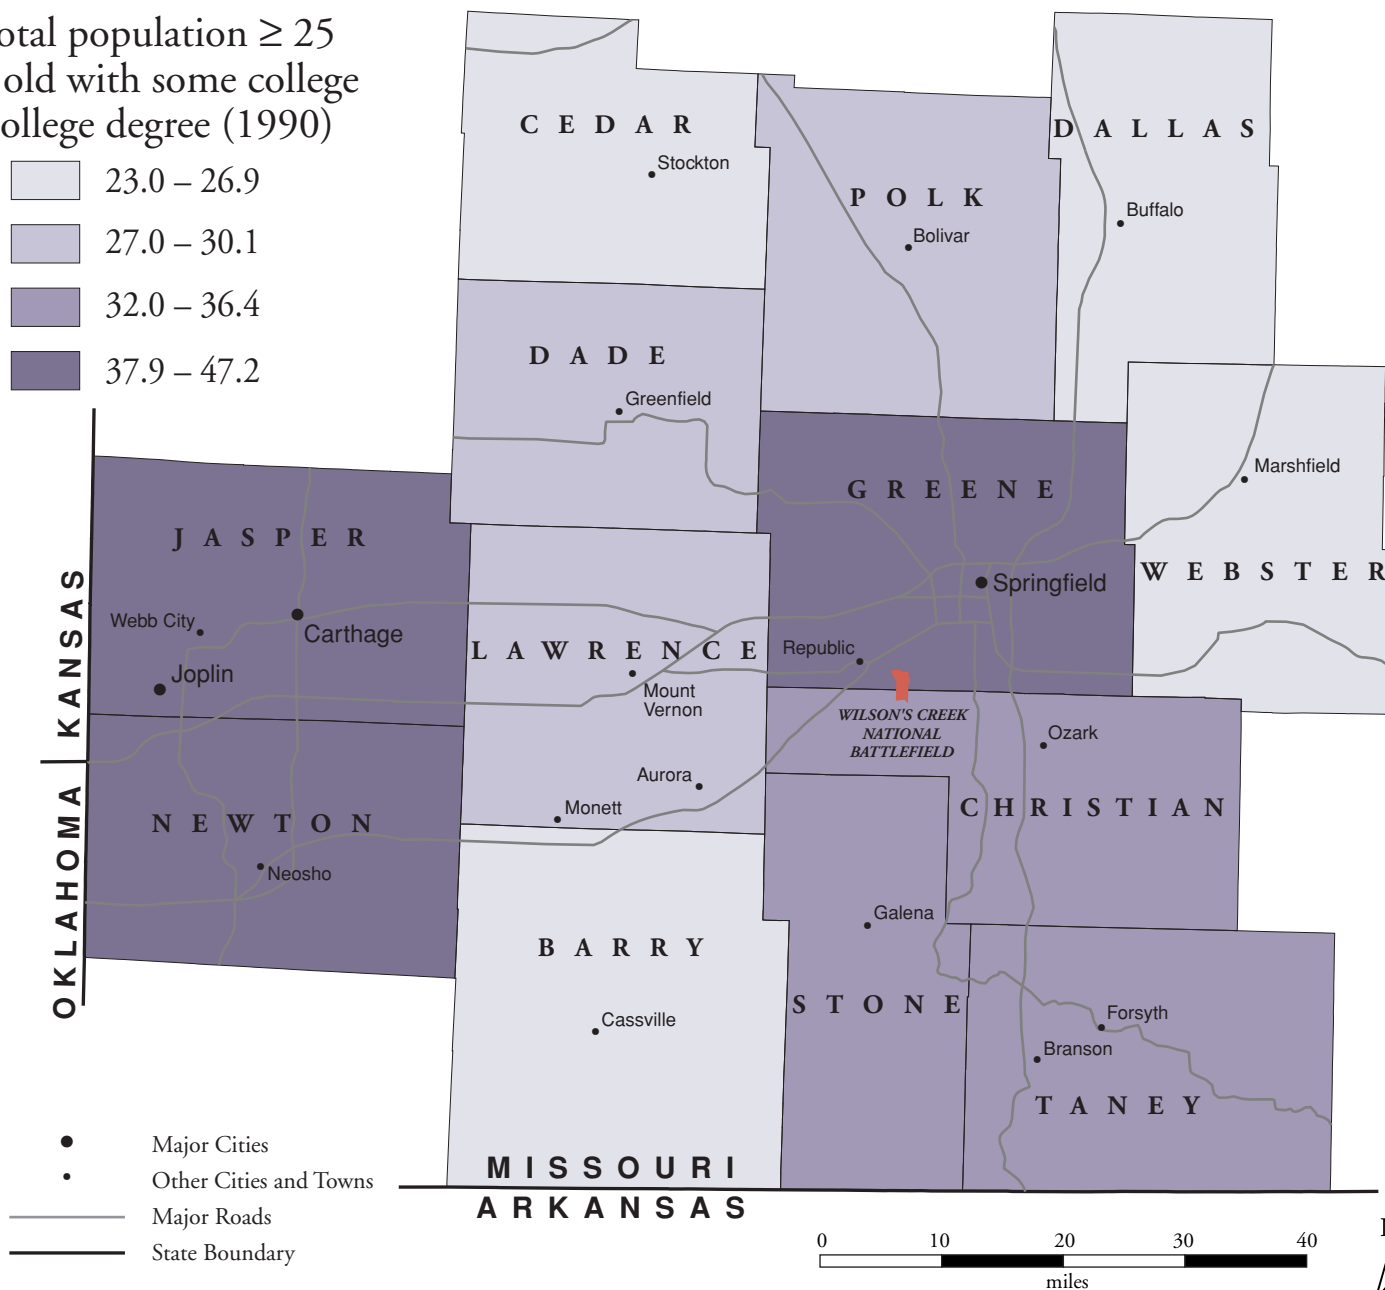 otal population ≥ 25
old with some college
ollege degree (1990)
23.0 – 26.9
27.0 – 30.1
32.0 – 36.4
37.9 – 47.2
CEDAR
Stockton
DALLAS
Buffalo
POLK
Bolivar
DADE
Greenfield
GREENE
Springfield
Republic
Marshfield
WEBSTER
JASPER
Webb City
Carthage
Joplin
LAWRENCE
Mount
Vernon
Aurora
Monett
WILSON'S CREEK
NATIONAL
BATTLEFIELD
Ozark
CHRISTIAN
KANSAS
OKLAHOMA
NEWTON
Neosho
BARRY
Cassville
Galena
STONE
Forsyth
Branson
TANEY
MISSOURI
ARKANSAS
Major Cities
Other Cities and Towns
Major Roads
State Boundary
0 10 20 30 40
miles